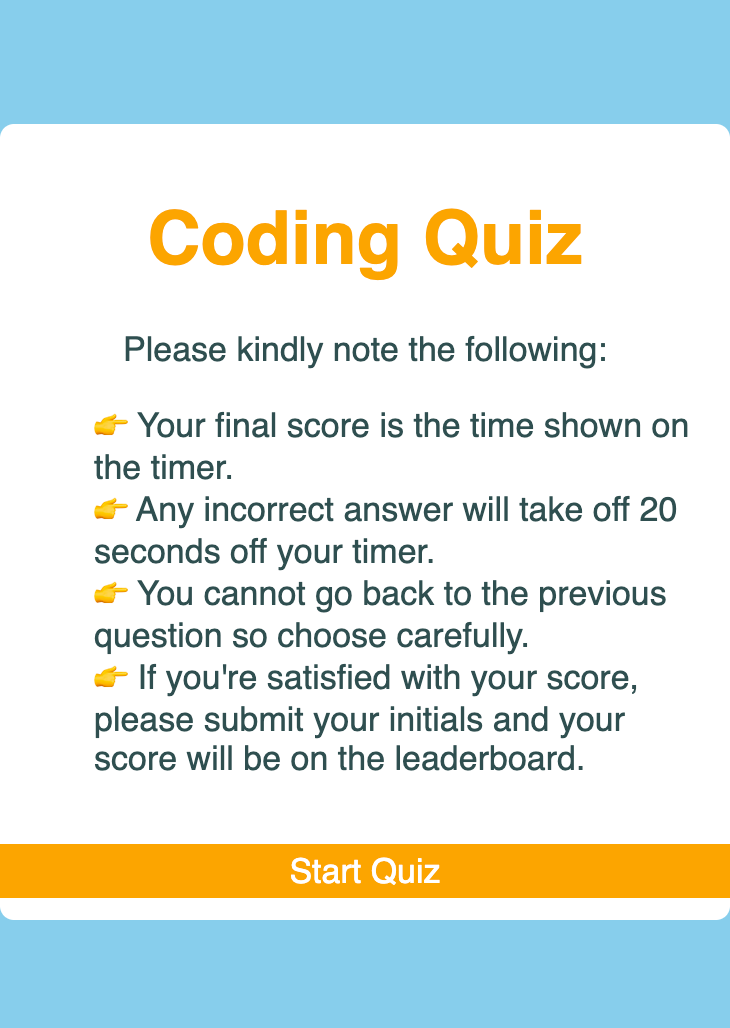 Coding Quiz
Please kindly note the following:
👉 Your final score is the time shown on
the timer.
👉 Any incorrect answer will take off 20
seconds off your timer.
👉 You cannot go back to the previous
question so choose carefully.
👉 If you're satisfied with your score,
please submit your initials and your
score will be on the leaderboard.
Start Quiz